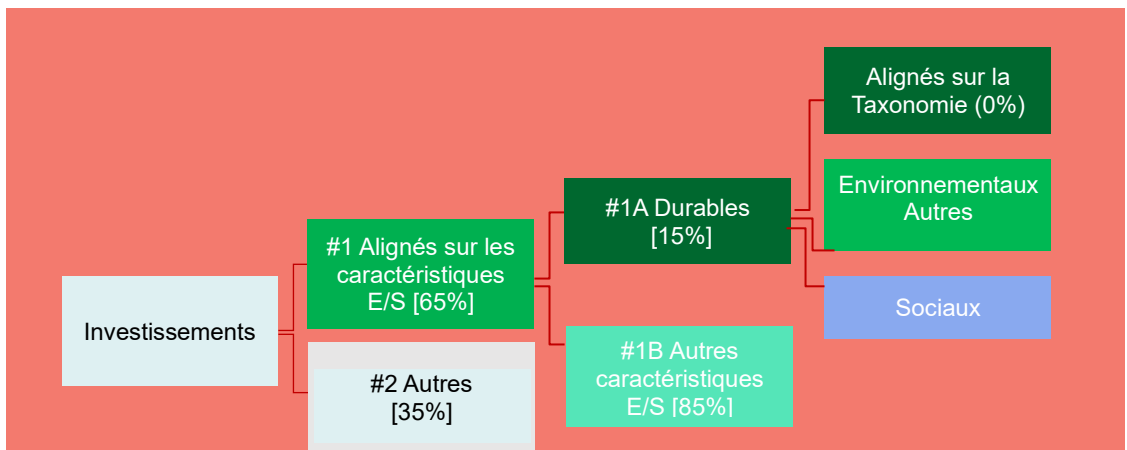 Investissements
#1 Alignés sur les
caractéristiques
E/S [65%]
#2 Autres
[35%]
#1A Durables
[15%]
#1B Autres
caractéristiques
E/S [85%]
Alignés sur la
Taxonomie (0%)
Environnementaux
Autres
Sociaux